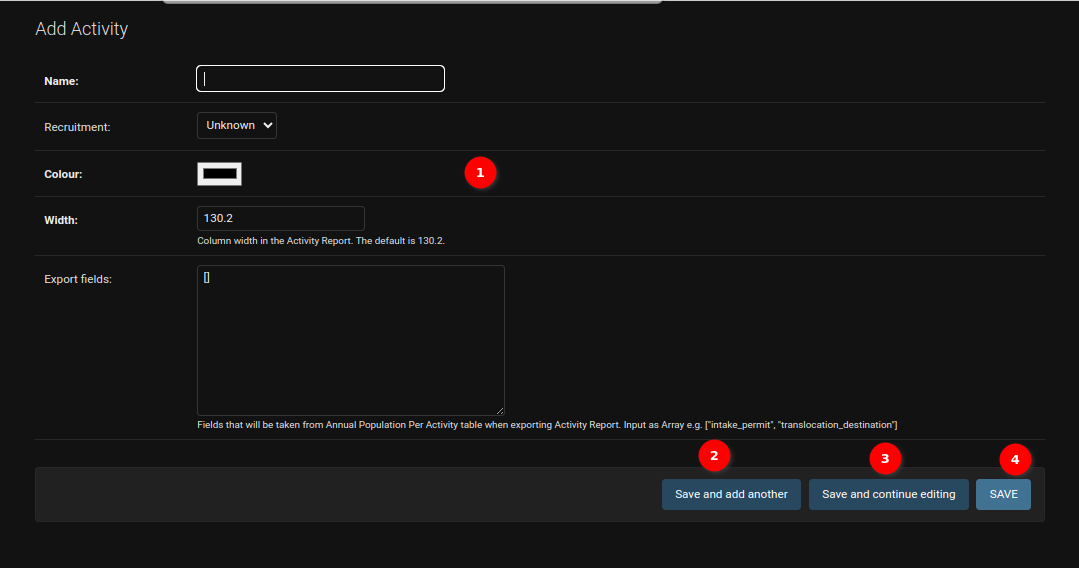 Add Activity
Name:
Recruitment: Unknown
Colour: 1
Width: 130.2
Column width in the Activity Report. The default is 130.2.
Export fields: []
Fields that will be taken from Annual Population Per Activity table when exporting Activity Report. Input as Array e.g. ["intake_permit", "translocation_destination"]
2 3 4
Save and add another Save and continue editing SAVE